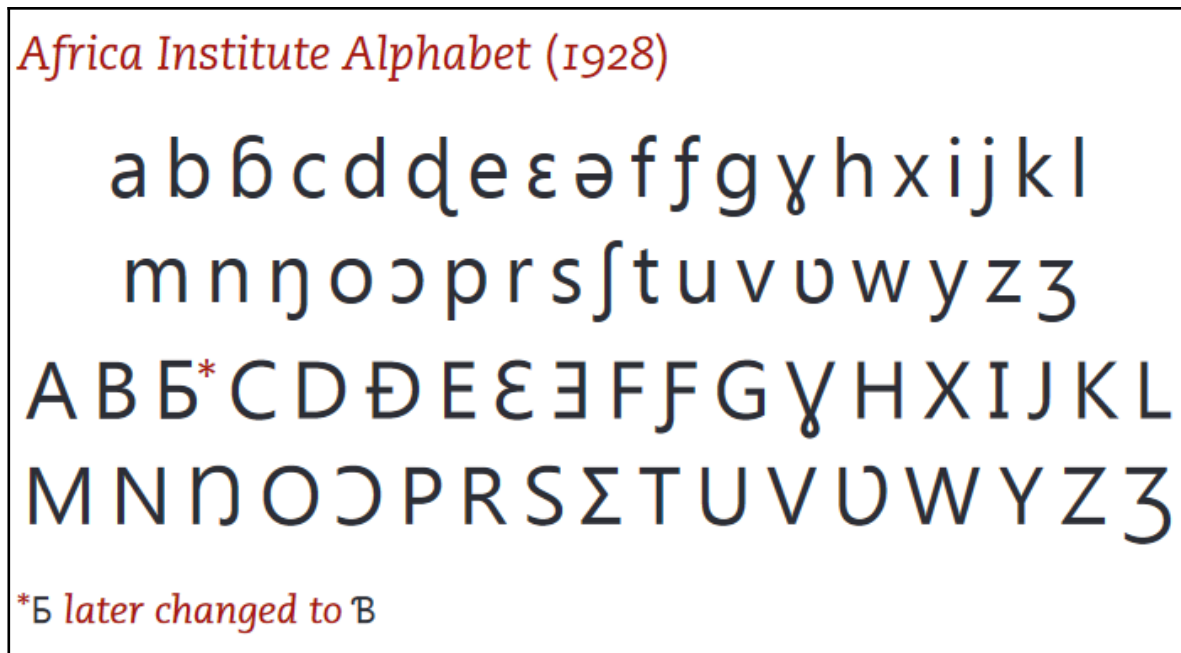 Africa Institute Alphabet (1928)
a b ɓ c d ɖ e ɛ ə f ƒ g ɣ h x i j k l
m n ŋ o ɔ p r s ʃ t u v ʋ w y z ʒ
A B Ƃ* C D Ɖ E Ɛ Ǝ F Ƒ G Ɣ H X I J K L
M N Ŋ O Ɔ P R S Ʃ T U V Ʋ W Y Z Ʒ
*Ƃ later changed to Ɓ